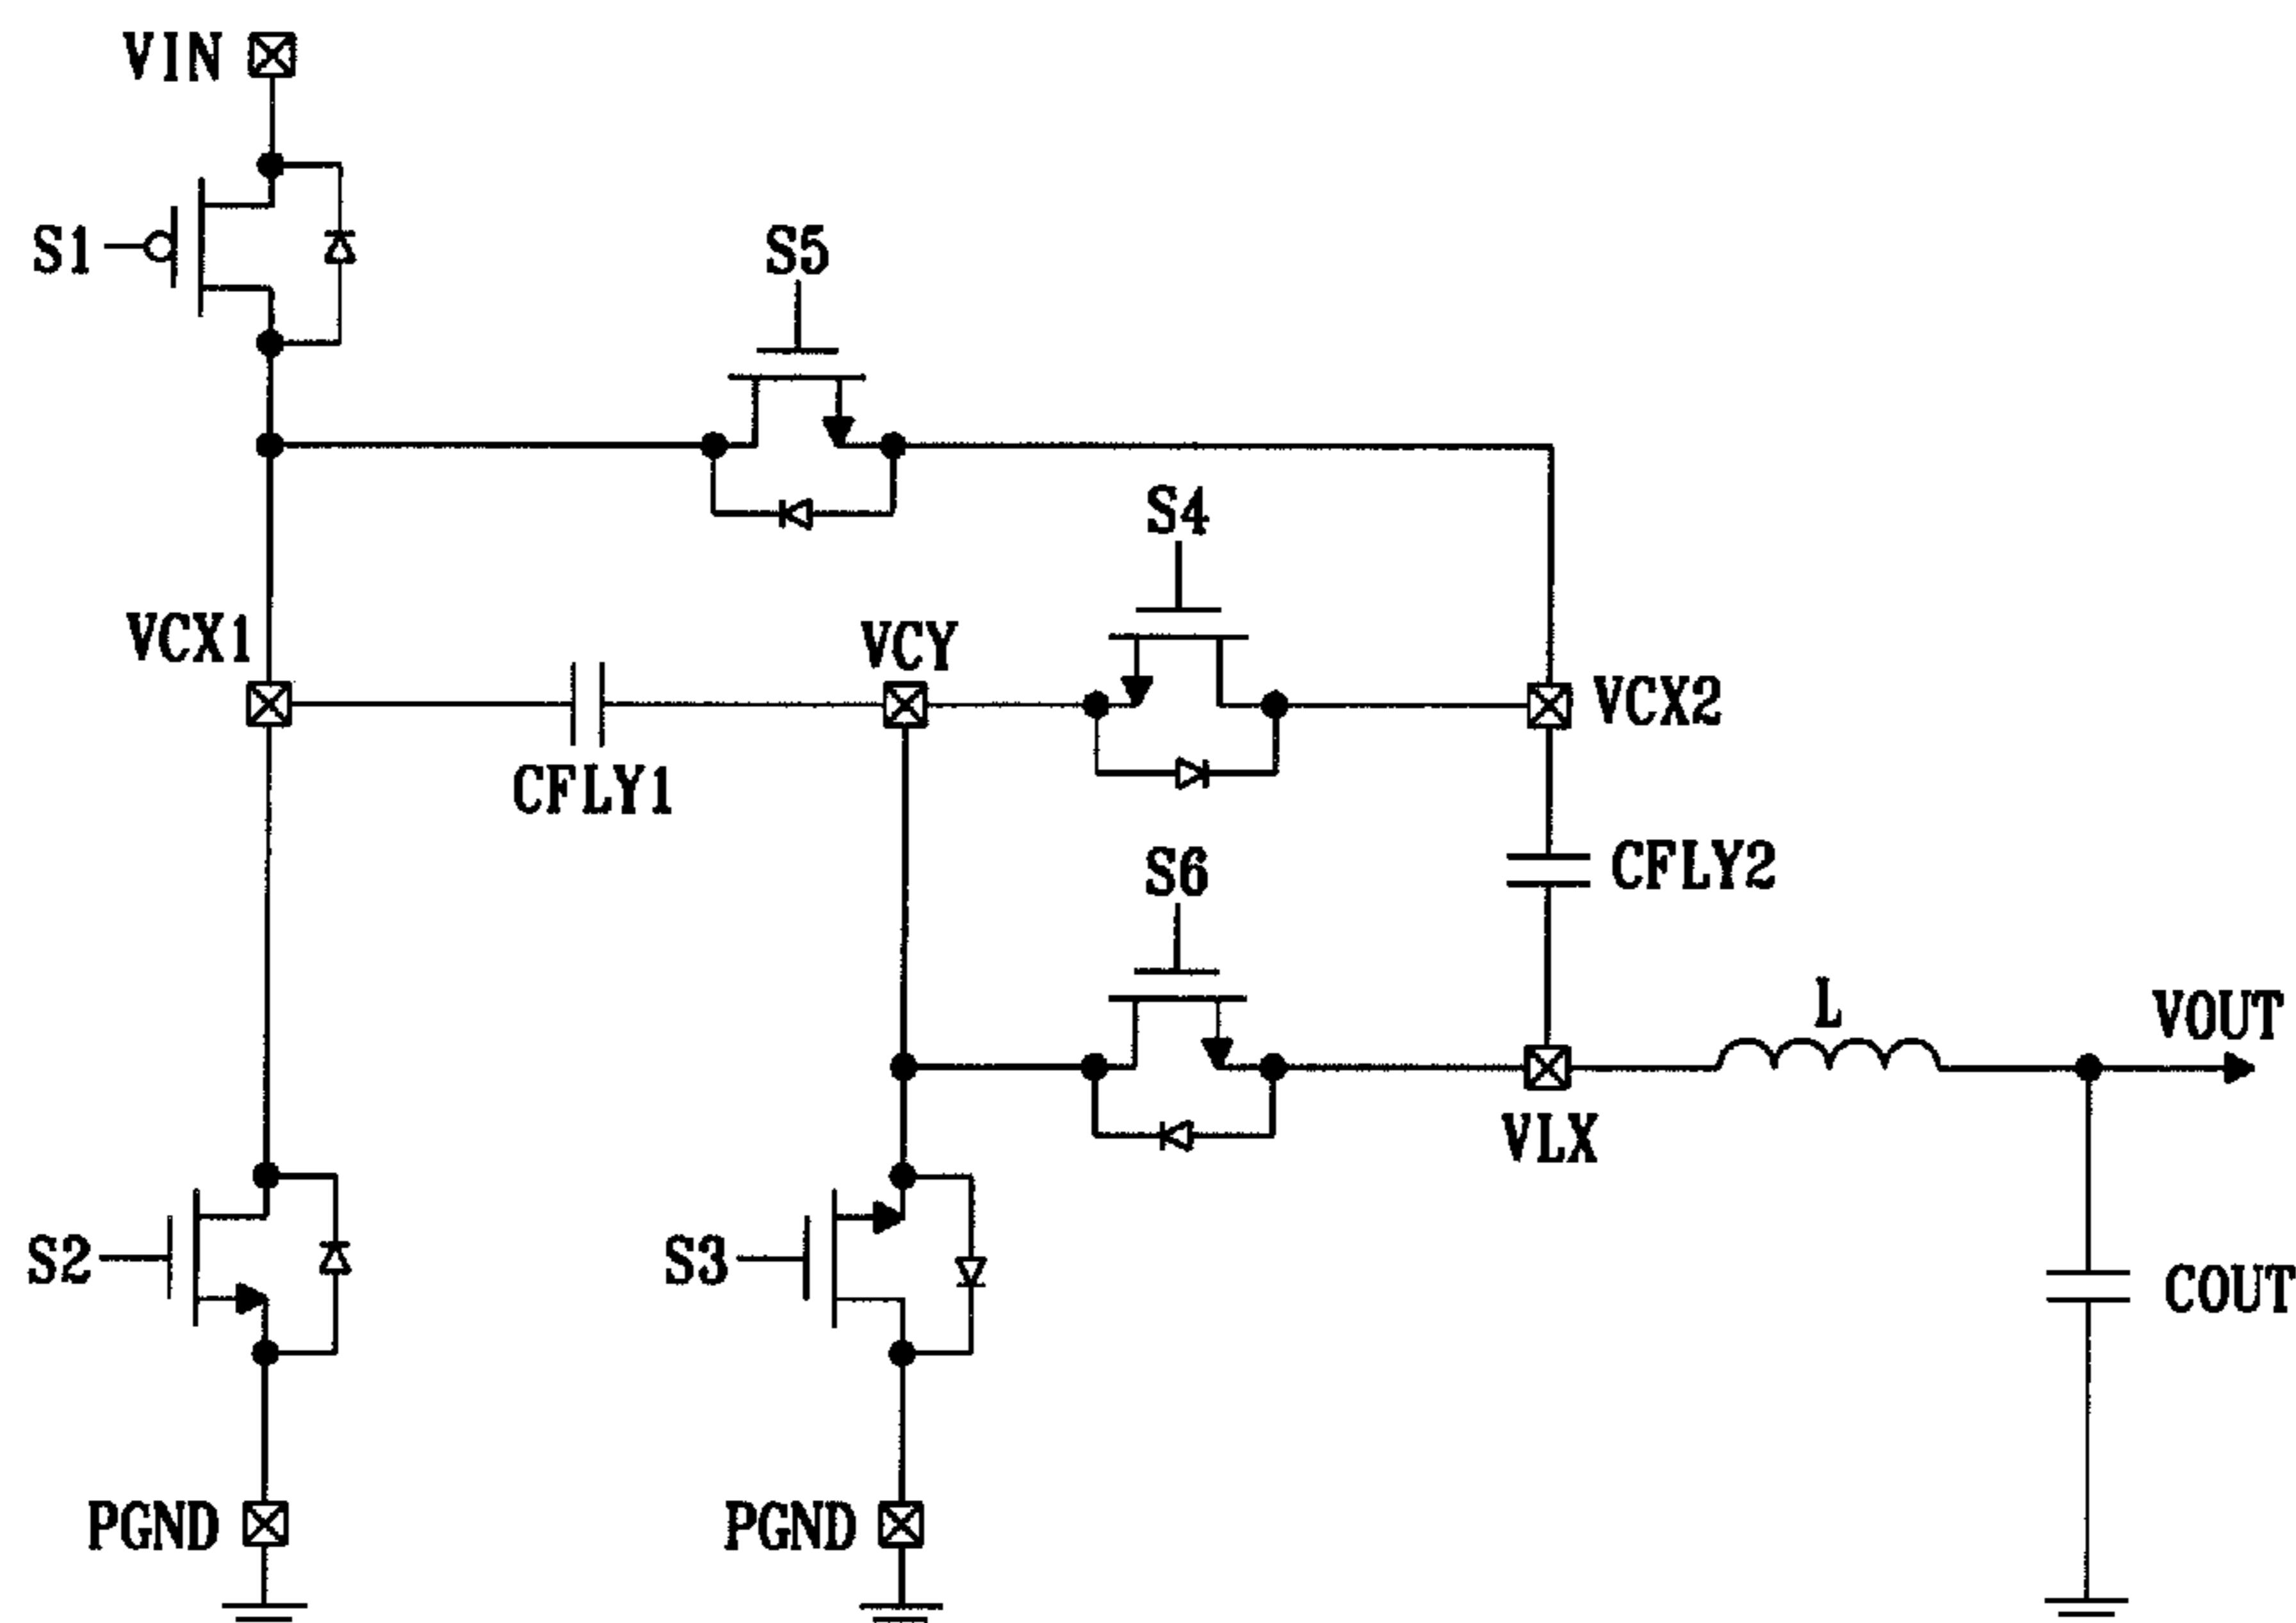 VIN
S1
S5
S4
VCX1
VCY
VCX2
CFLY1
S6
CFLY2
L
VOUT
VLX
S2
S3
COUT
PGND
PGND